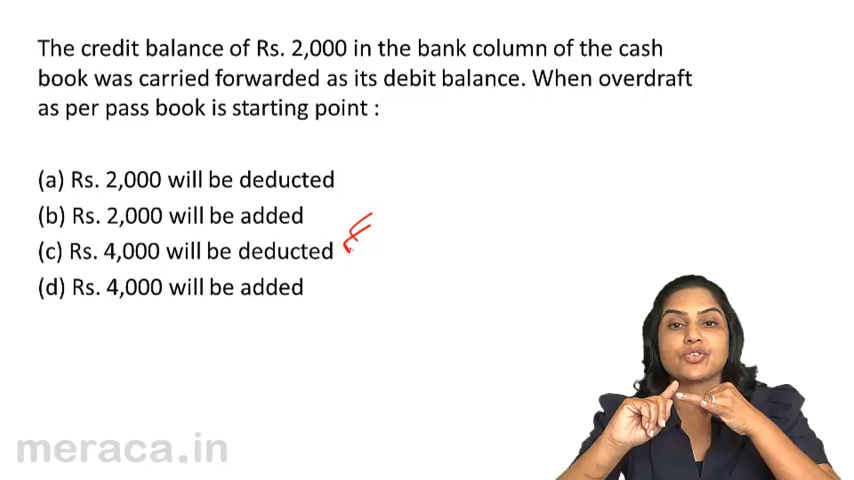 The credit balance of Rs. 2,000 in the bank column of the cash
book was carried forwarded as its debit balance. When overdraft
as per pass book is starting point :
(a) Rs. 2,000 will be deducted
(b) Rs. 2,000 will be added
(c) Rs. 4,000 will be deducted
(d) Rs. 4,000 will be added
meraca.in